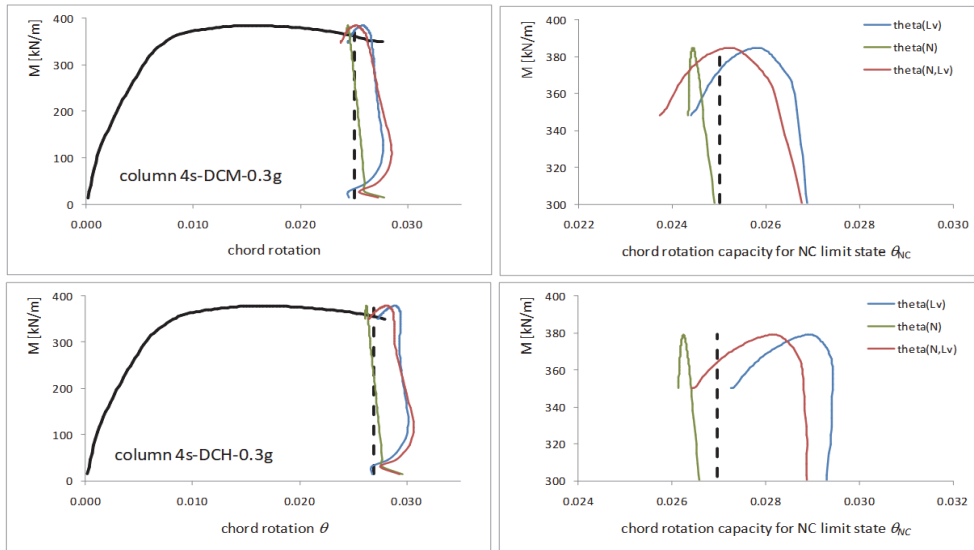 M [kN/m]
400
300
200
100
0
0.000
0.010
0.020
0.030
column 4s-DCM-0.3g
chord rotation
M [kN/m]
400
380
360
340
320
300
0.022
0.024
0.026
0.028
0.030
theta(Lv)
theta(N)
theta(N,Lv)
chord rotation capacity for NC limit state θNC
M [kN/m]
400
300
200
100
0
0.000
0.010
0.020
0.030
column 4s-DCH-0.3g
chord rotation θ
M [kN/m]
400
380
360
340
320
300
0.024
0.026
0.028
0.030
0.032
theta(Lv)
theta(N)
theta(N,Lv)
chord rotation capacity for NC limit state θNC